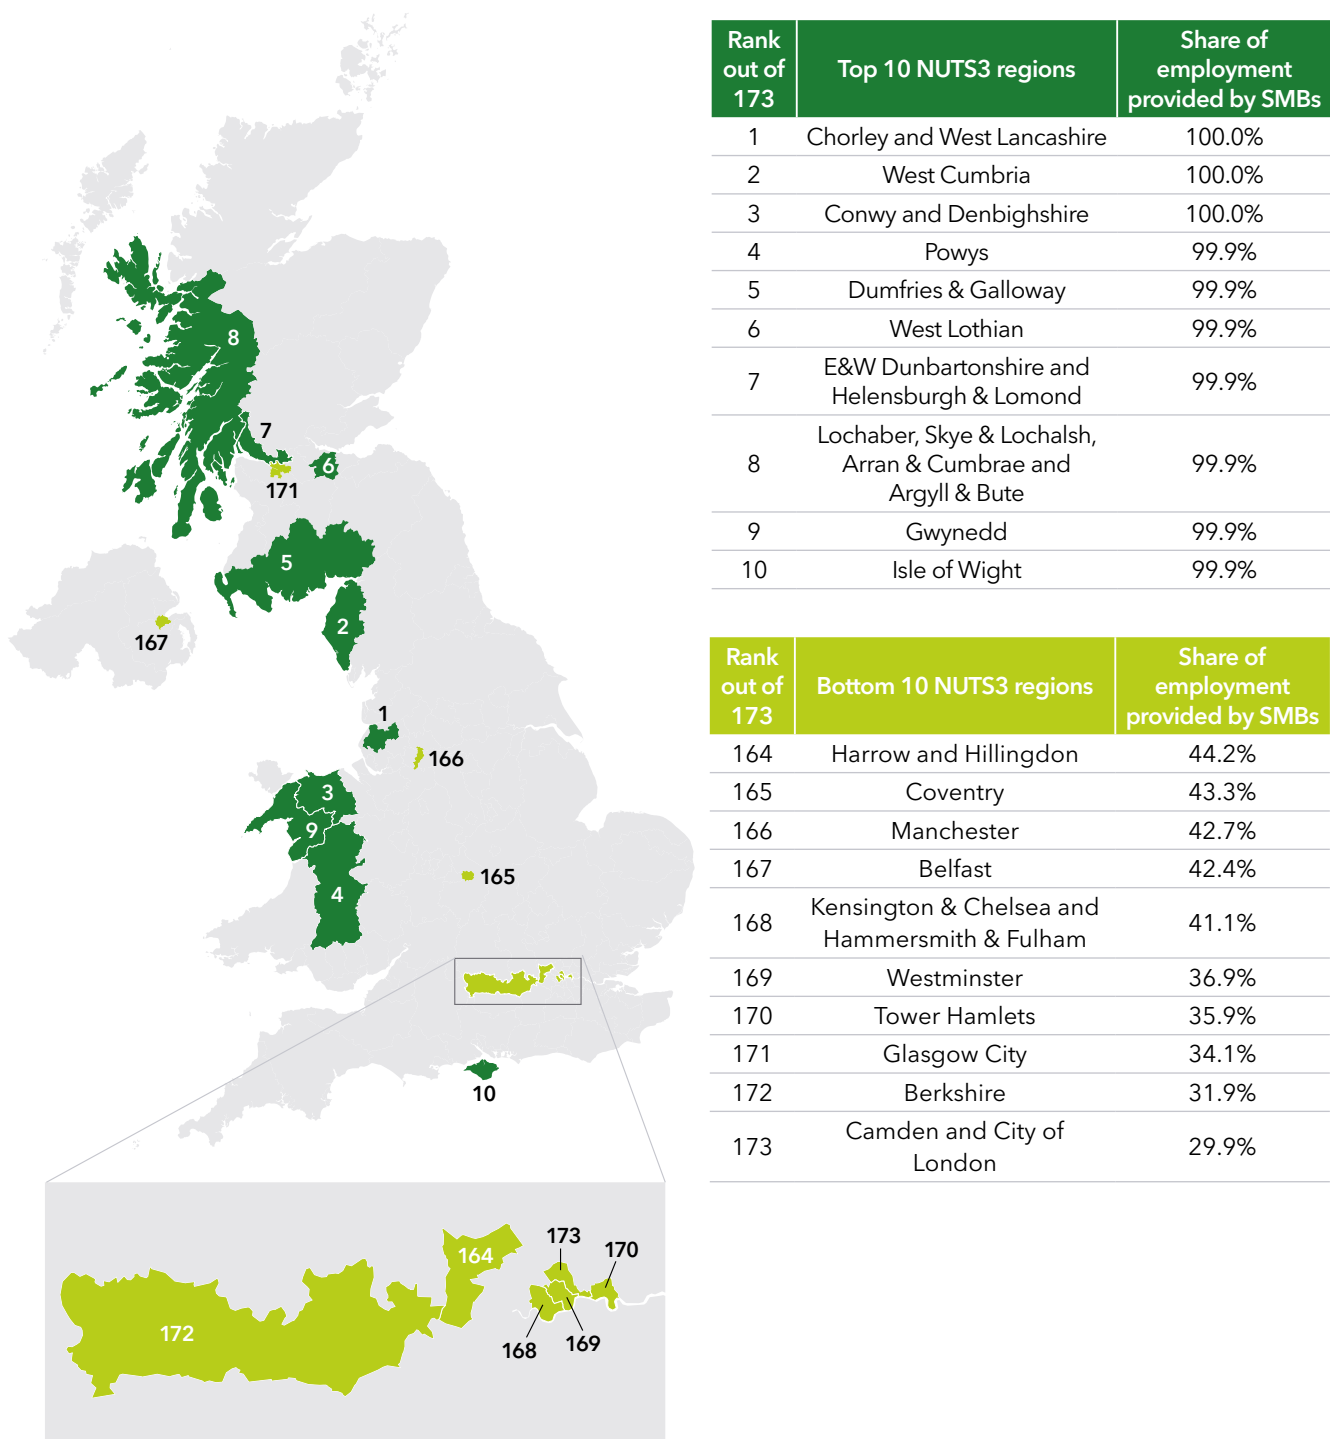 Rank out of 173 Top 10 NUTS3 regions Share of employment provided by SMBs
1 Chorley and West Lancashire 100.0%
2 West Cumbria 100.0%
3 Conwy and Denbighshire 100.0%
4 Powys 99.9%
5 Dumfries & Galloway 99.9%
6 West Lothian 99.9%
7 E&W Dunbartonshire and Helensburgh & Lomond 99.9%
8 Lochaber, Skye & Lochalsh, Arran & Cumbrae and Argyll & Bute 99.9%
9 Gwynedd 99.9%
10 Isle of Wight 99.9%
Rank out of 173 Bottom 10 NUTS3 regions Share of employment provided by SMBs
164 Harrow and Hillingdon 44.2%
165 Coventry 43.3%
166 Manchester 42.7%
167 Belfast 42.4%
168 Kensington & Chelsea and Hammersmith & Fulham 41.1%
169 Westminster 36.9%
170 Tower Hamlets 35.9%
171 Glasgow City 34.1%
172 Berkshire 31.9%
173 Camden and City of London 29.9%
8
7
6
171
5
167
2
1
166
3
9
165
4
10
173
170
164
172
168
169